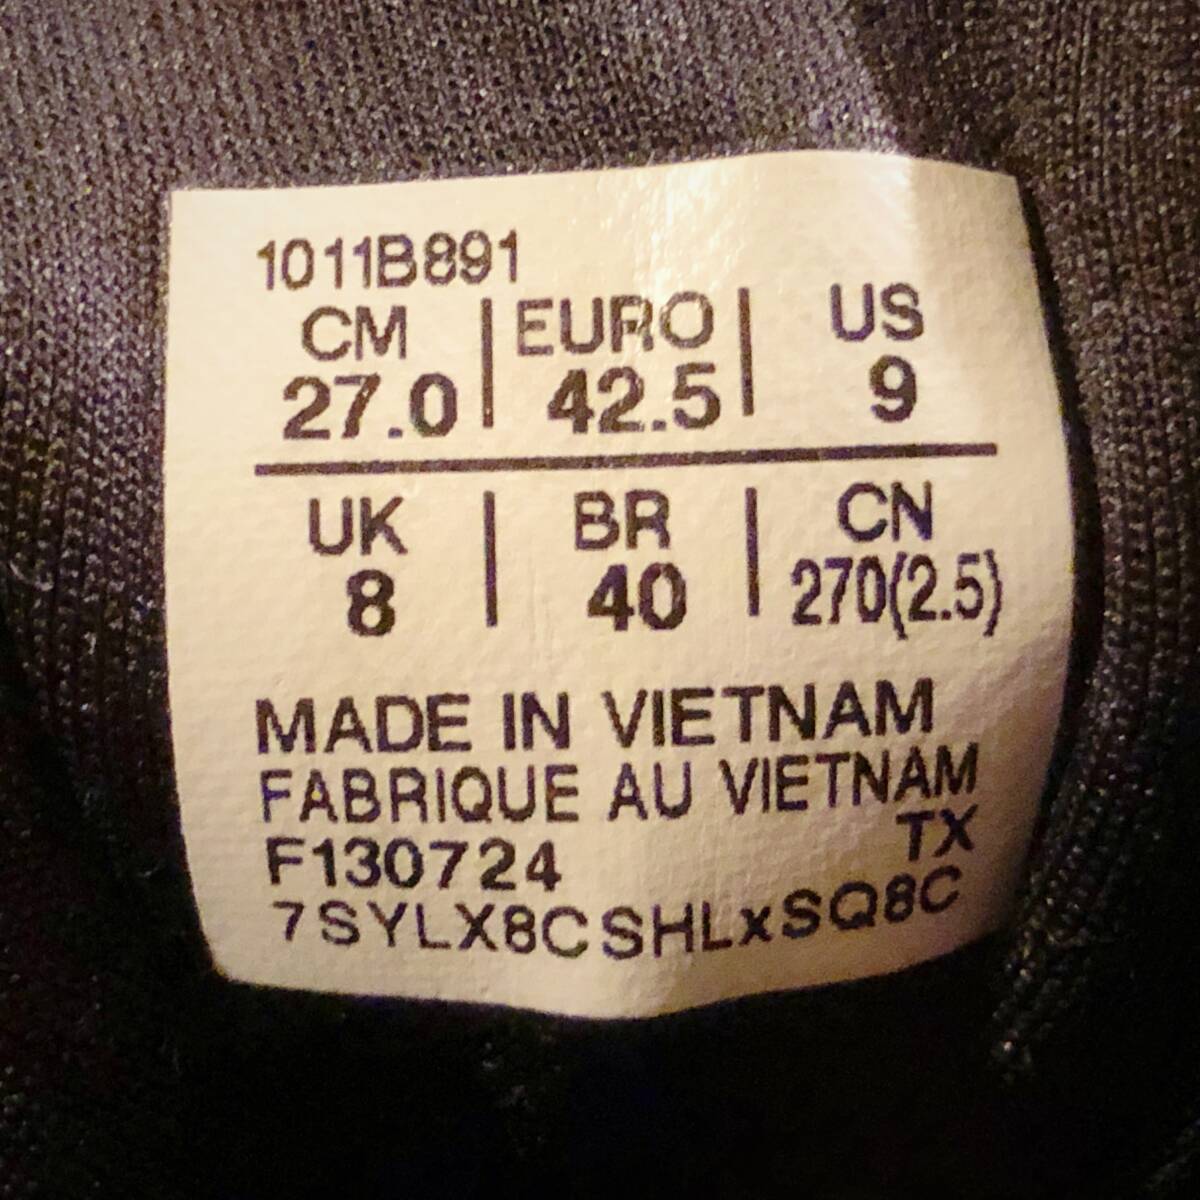 1011B891
CM | EURO | US
27.0 | 42.5 | 9
UK | BR | CN
8 | 40 | 270(2.5)
MADE IN VIETNAM
FABRIQUE AU VIETNAM
F130724 TX
7SYLX8CSHLxSQ8C